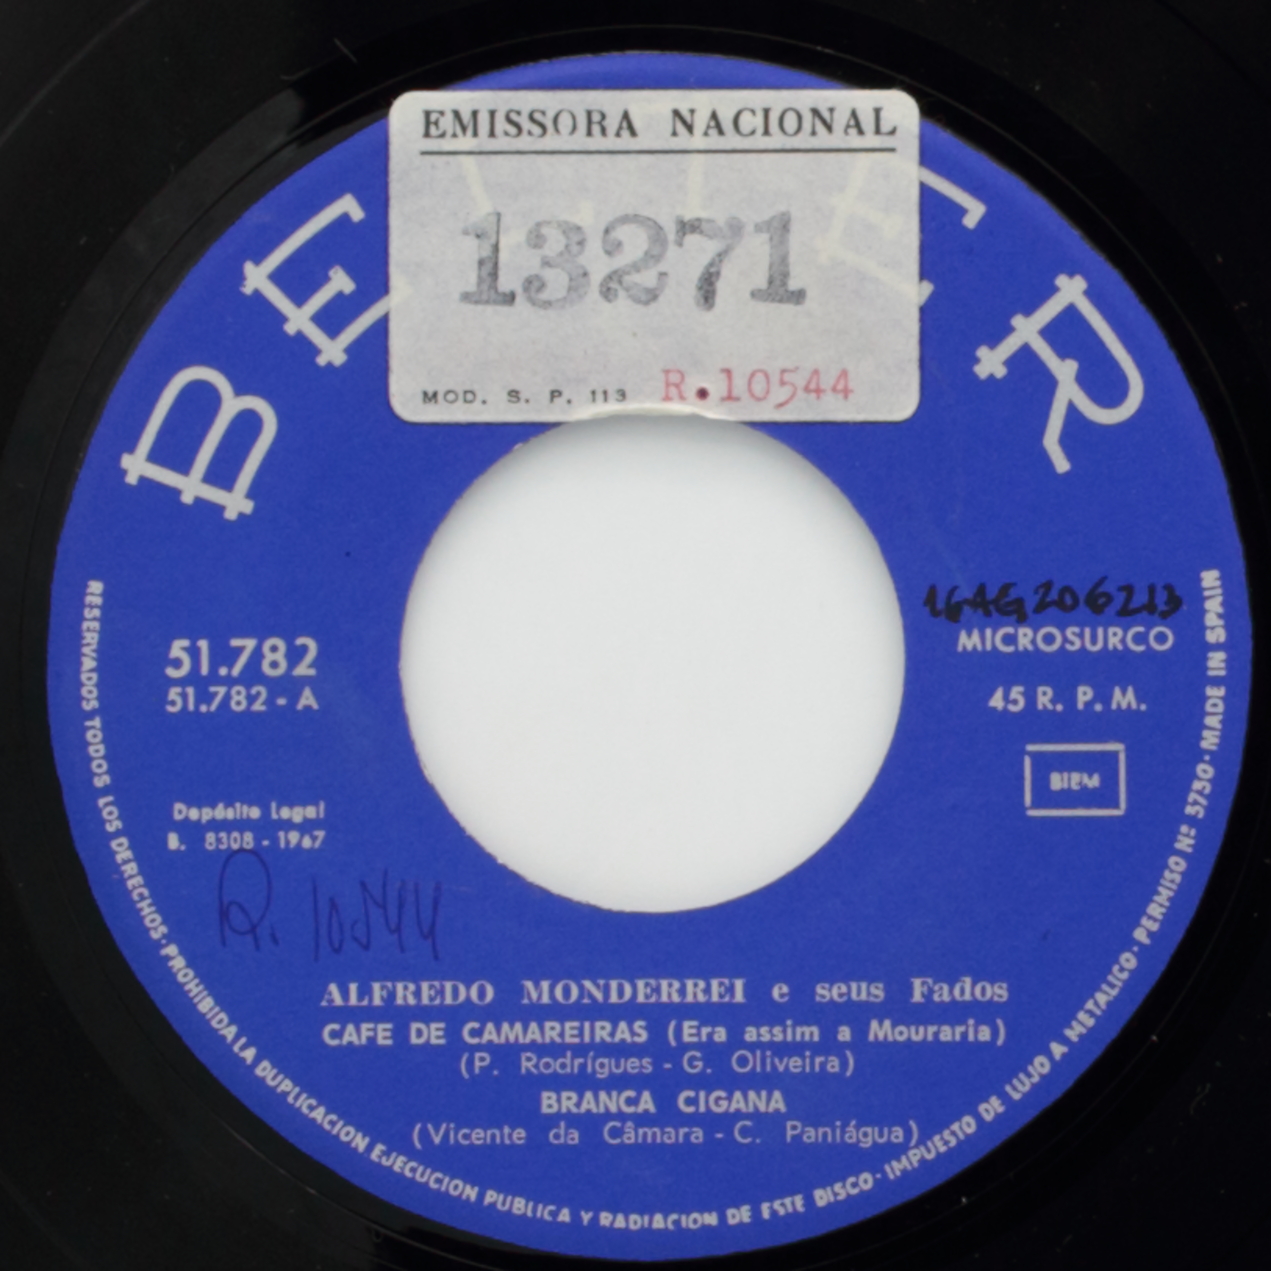 EMISSORA NACIONAL
13271
MOD. S. P. 113 R.10544
BELTER
16AG206213
MICROSURCO
45 R. P. M.
BIEM
51.782
51.782 - A
Depósito Legal
B. 8308 - 1967
R. 10544
ALFREDO MONDERREI e seus Fados
CAFE DE CAMAREIRAS (Era assim a Mouraria)
(P. Rodrígues - G. Oliveira)
BRANCA CIGANA
(Vicente da Câmara - C. Paniágua)
RESERVADOS TODOS LOS DERECHOS · PROHIBIDA LA DUPLICACION EJECUCION PUBLICA Y RADIACION DE ESTE DISCO · IMPUESTO DE LUJO A METALICO · PERMISO Nº 3730 · MADE IN SPAIN